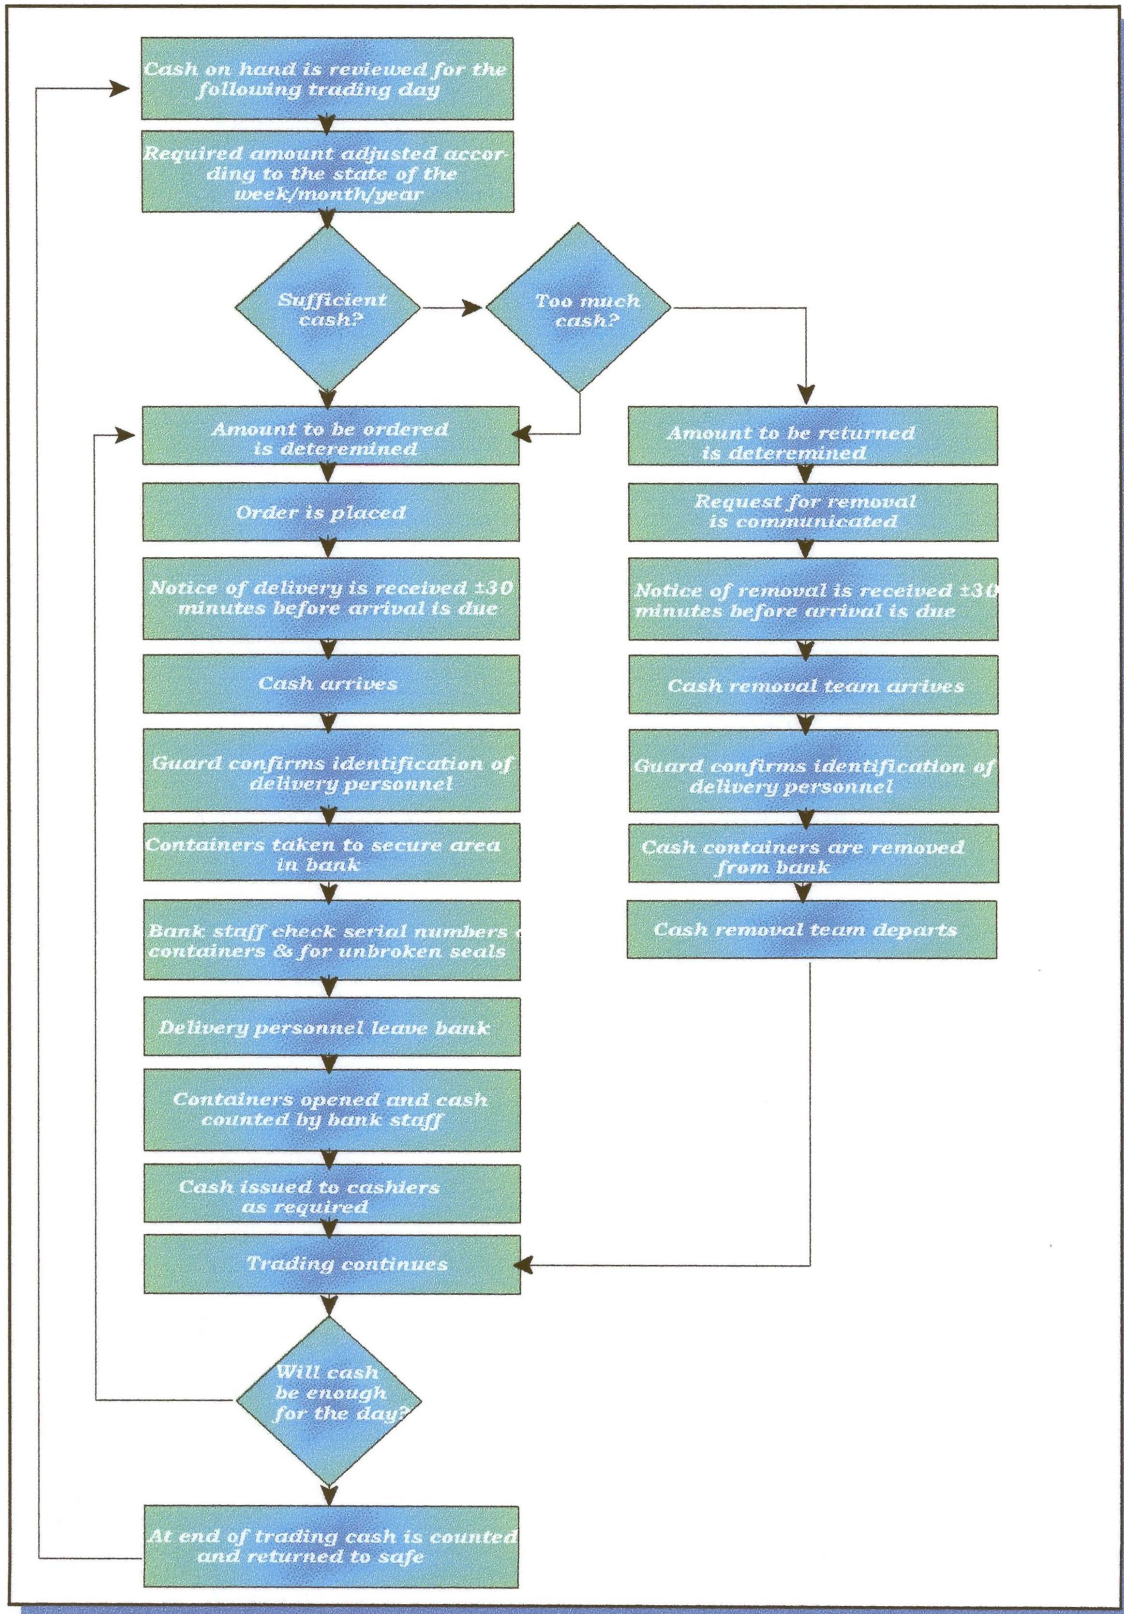 Cash on hand is reviewed for the
following trading day
Required amount adjusted accor-
ding to the state of the
week/month/year
Sufficient
cash?
Too much
cash?
Amount to be ordered
is deteremined
Amount to be returned
is deteremined
Order is placed
Request for removal
is communicated
Notice of delivery is received ±30
minutes before arrival is due
Notice of removal is received ±30
minutes before arrival is due
Cash arrives
Cash removal team arrives
Guard confirms identification of
delivery personnel
Guard confirms identification of
delivery personnel
Containers taken to secure area
in bank
Cash containers are removed
from bank
Bank staff check serial numbers
containers & for unbroken seals
Cash removal team departs
Delivery personnel leave bank
Containers opened and cash
counted by bank staff
Cash issued to cashiers
as required
Trading continues
Will cash
be enough
for the day?
At end of trading cash is counted
and returned to safe